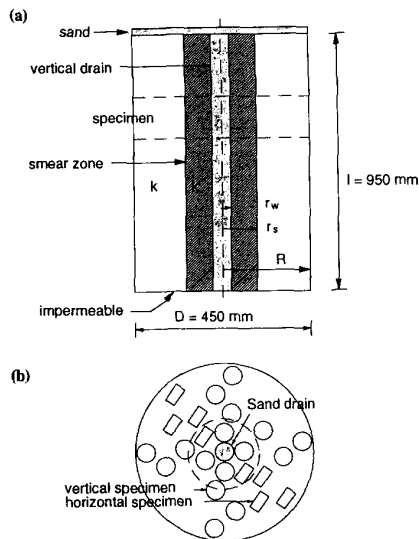 (a)
sand
vertical drain
specimen
smear zone
k
r_w
r_s
R
l = 950 mm
impermeable
D = 450 mm
(b)
Sand drain
vertical specimen
horizontal specimen